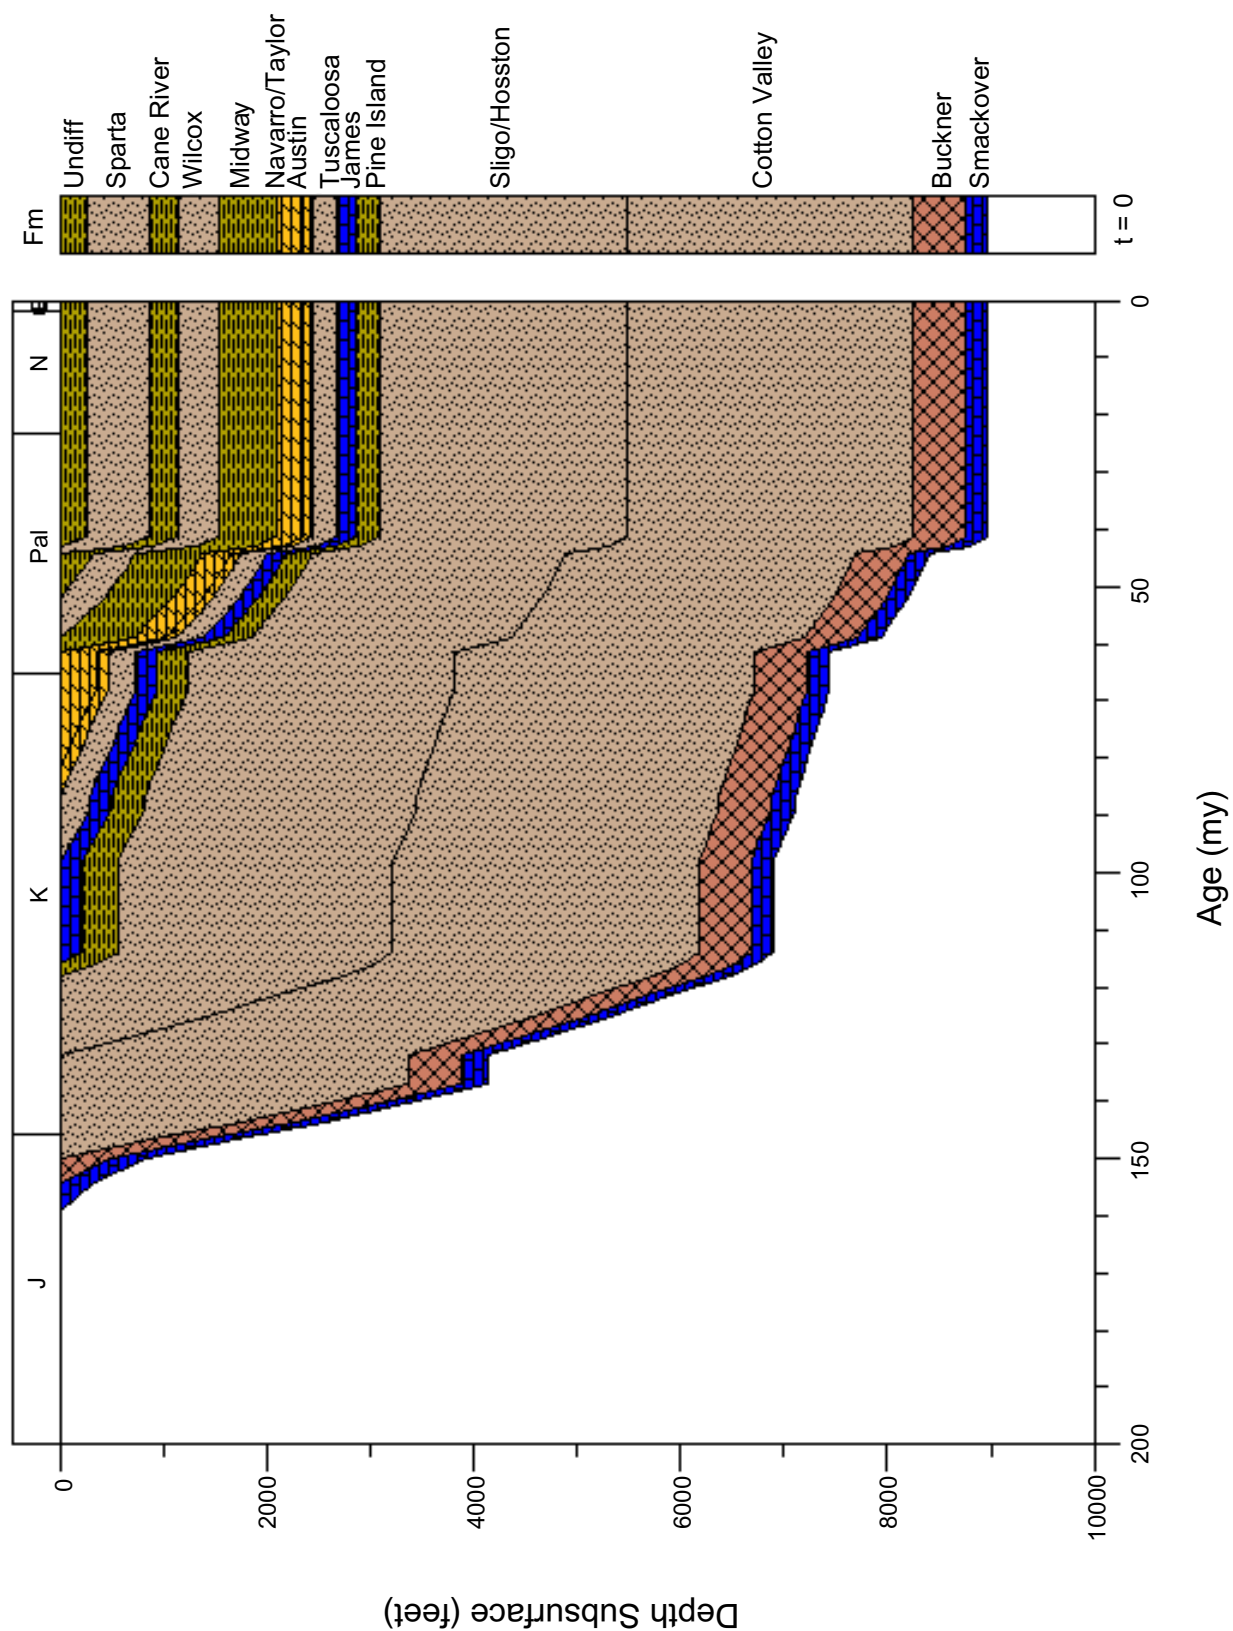 Fm
Undiff
Sparta
Cane River
Wilcox
Midway
Navarro/Taylor
Austin
Tuscaloosa
James
Pine Island
Sligo/Hosston
Cotton Valley
Buckner
Smackover
t = 0
J
K
Pal
N
0
2000
4000
6000
8000
10000
Depth Subsurface (feet)
200
150
100
50
0
Age (my)